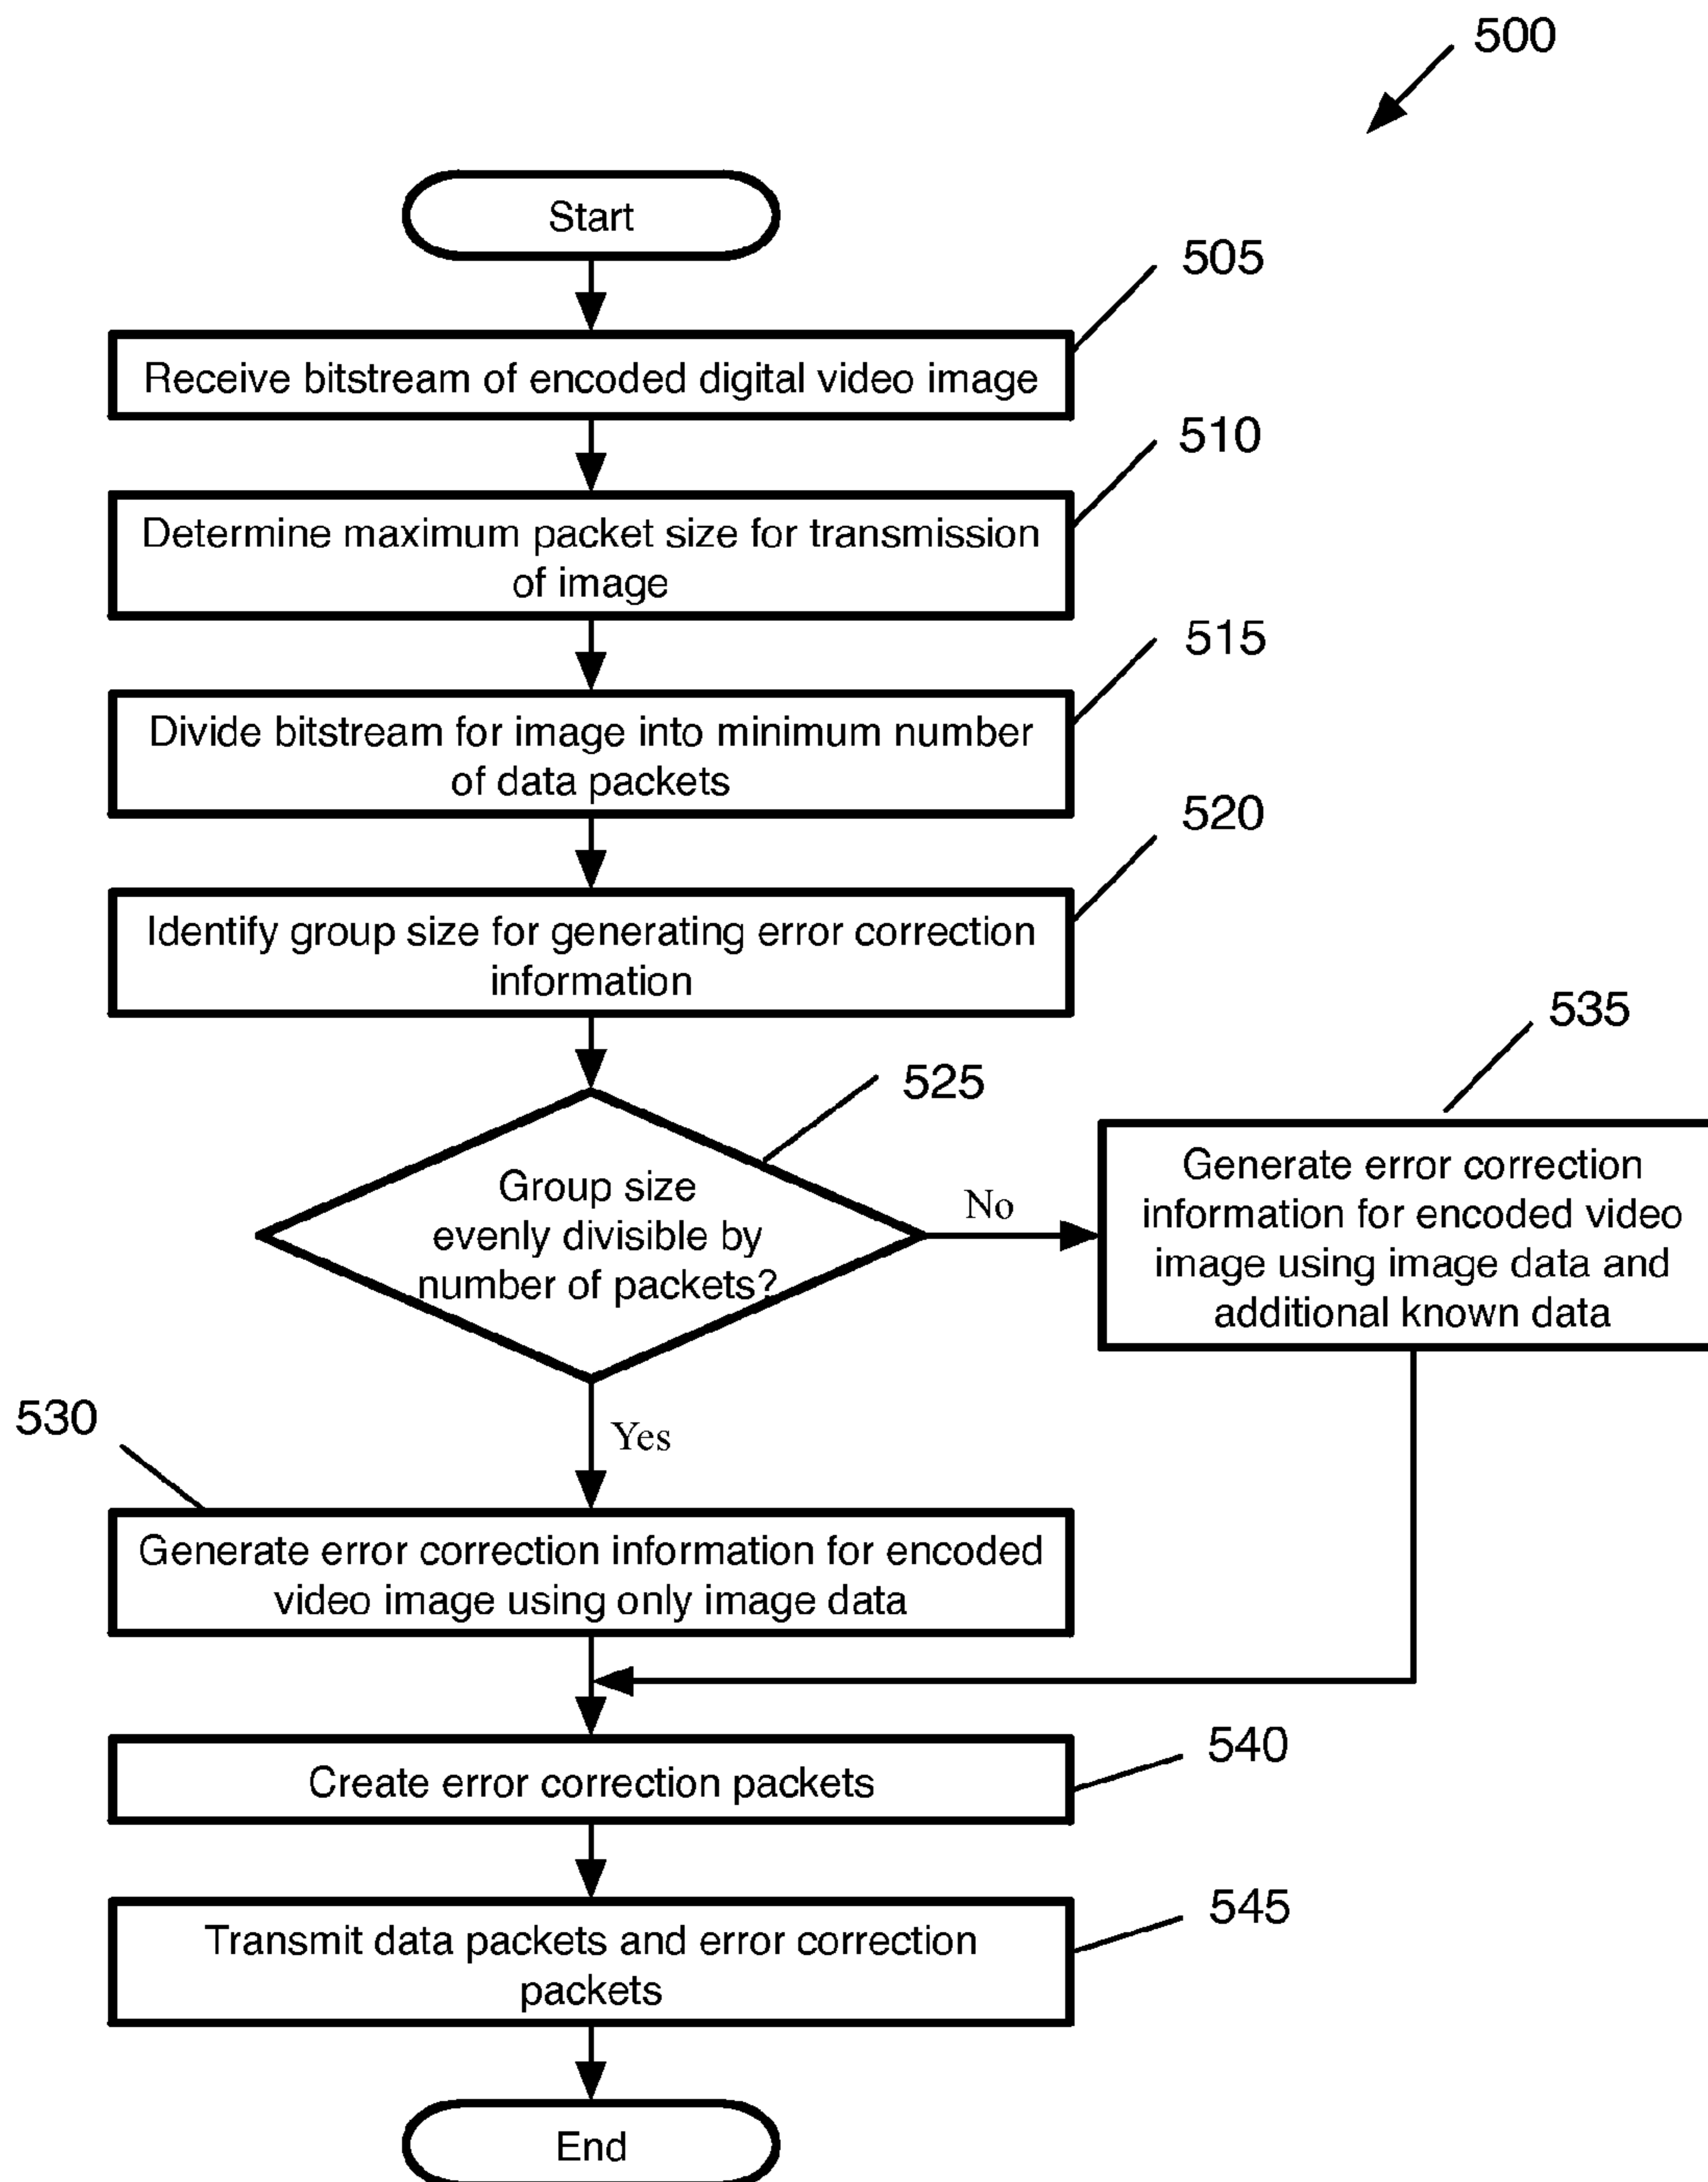 500
Start
505
Receive bitstream of encoded digital video image
510
Determine maximum packet size for transmission
of image
515
Divide bitstream for image into minimum number
of data packets
520
Identify group size for generating error correction
information
525
Group size
evenly divisible by
number of packets?
No
535
Generate error correction
information for encoded video
image using image data and
additional known data
Yes
530
Generate error correction information for encoded
video image using only image data
540
Create error correction packets
545
Transmit data packets and error correction
packets
End